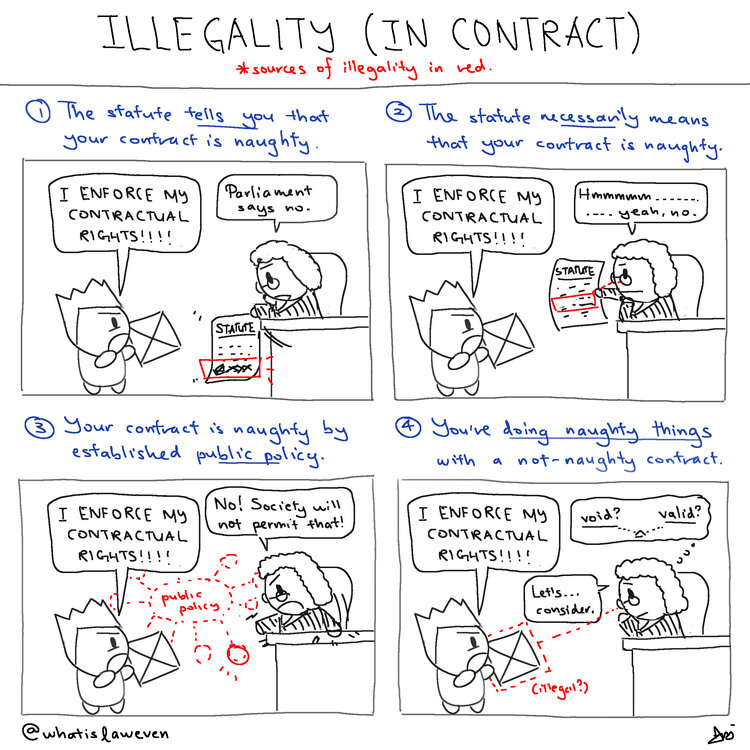 ILLEGALITY (IN CONTRACT)
*sources of illegality in red.
1 The statute tells you that
your contract is naughty.
I ENFORCE MY
CONTRACTUAL
RIGHTS!!!!
Parliament
says no.
STATUTE
2 The statute necessarily means
that your contract is naughty.
I ENFORCE MY
CONTRACTUAL
RIGHTS!!!!
Hmmmmmm..........
.... yeah, no.
STATUTE
3 Your contract is naughty by
established public policy.
I ENFORCE MY
CONTRACTUAL
RIGHTS!!!!
No! Society will
not permit that!
public
policy
4 You're doing naughty things
with a not-naughty contract.
I ENFORCE MY
CONTRACTUAL
RIGHTS!!!!
void? valid?
Let's...
consider.
(illegal?)
@whatislaweven